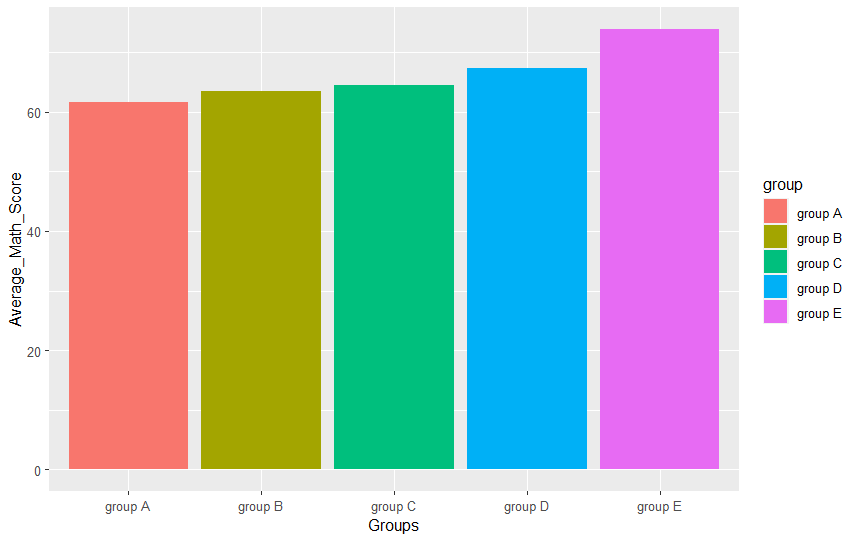 Average_Math_Score
60
40
20
0
group A
group B
group C
group D
group E
Groups
group
group A
group B
group C
group D
group E